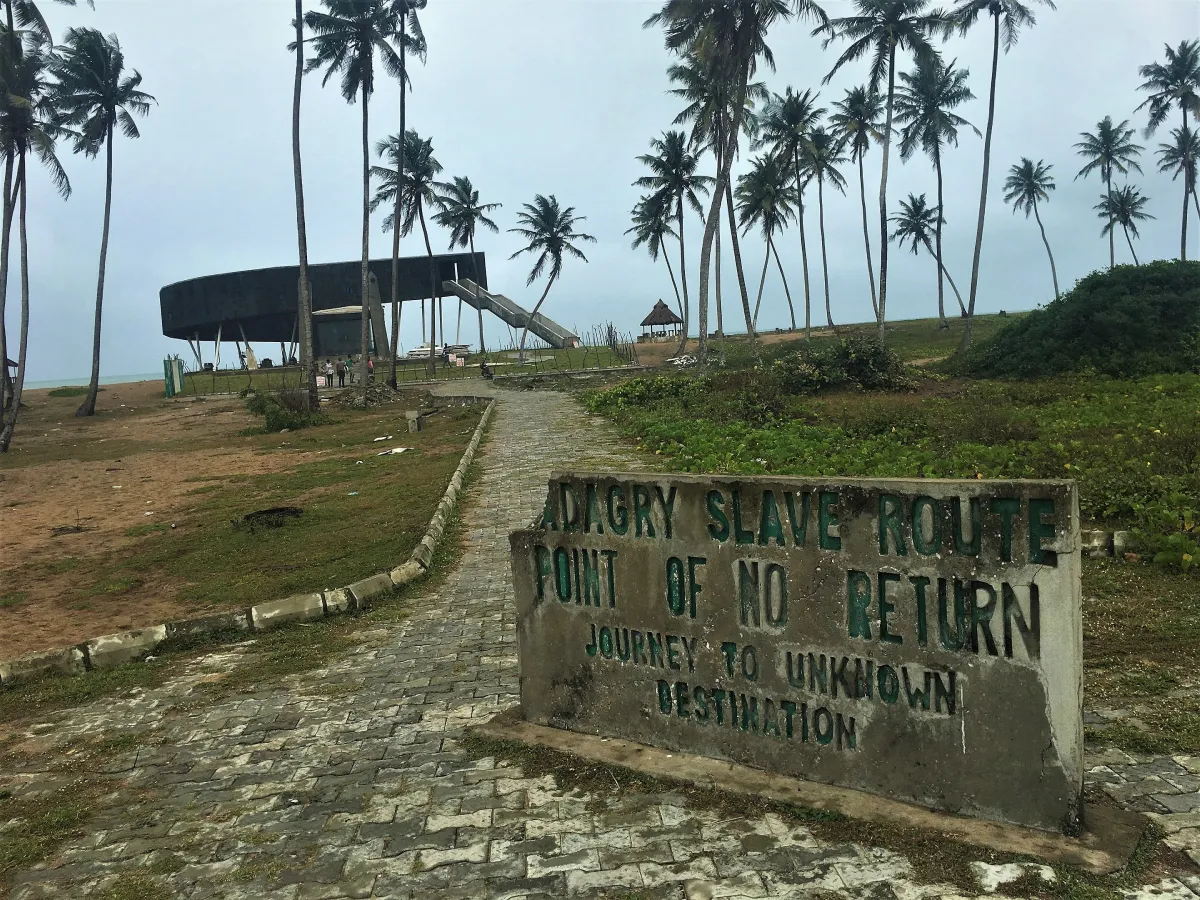 ADAGRY SLAVE ROUTE
POINT OF NO RETURN
JOURNEY TO UNKNOWN
DESTINATION